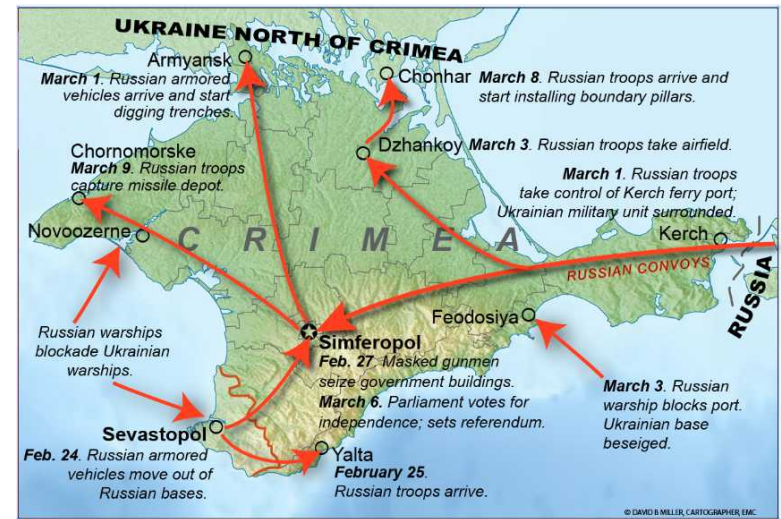 UKRAINE NORTH OF CRIMEA
Armyansk
March 1. Russian armored
vehicles arrive and start
digging trenches.
Chonhar
March 8. Russian troops arrive and
start installing boundary pillars.
Dzhankoy
March 3. Russian troops take airfield.
Chornomorske
March 9. Russian troops
capture missile depot.
March 1. Russian troops
take control of Kerch ferry port;
Ukrainian military unit surrounded.
Kerch
Novoozerne
CRIMEA
RUSSIAN CONVOYS
RUSSIA
Feodosiya
Russian warships
blockade Ukrainian
warships.
Simferopol
Feb. 27 Masked gunmen
seize government buildings.
March 6. Parliament votes for
independence; sets referendum.
March 3. Russian
warship blocks port.
Ukrainian base
beseiged.
Sevastopol
Feb. 24. Russian armored
vehicles move out of
Russian bases.
Yalta
February 25.
Russian troops arrive.
© DAVID B MILLER, CARTOGRAPHER, EMC